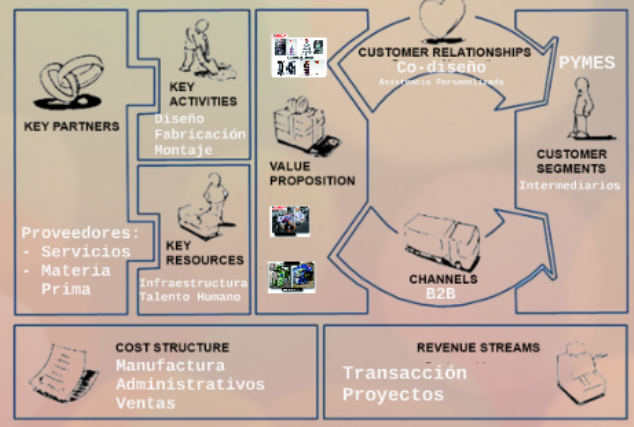 KEY PARTNERS
Proveedores:
- Servicios
- Materia
Prima
KEY
ACTIVITIES
Diseño
Fabricación
Montaje
KEY
RESOURCES
Infraestructura
Talento Humano
VALUE
PROPOSITION
CUSTOMER RELATIONSHIPS
Co-diseño
Asistencia Personalizada
CHANNELS
B2B
PYMES
CUSTOMER
SEGMENTS
Intermediarios
COST STRUCTURE
Manufactura
Administrativos
Ventas
REVENUE STREAMS
Transacción
Proyectos